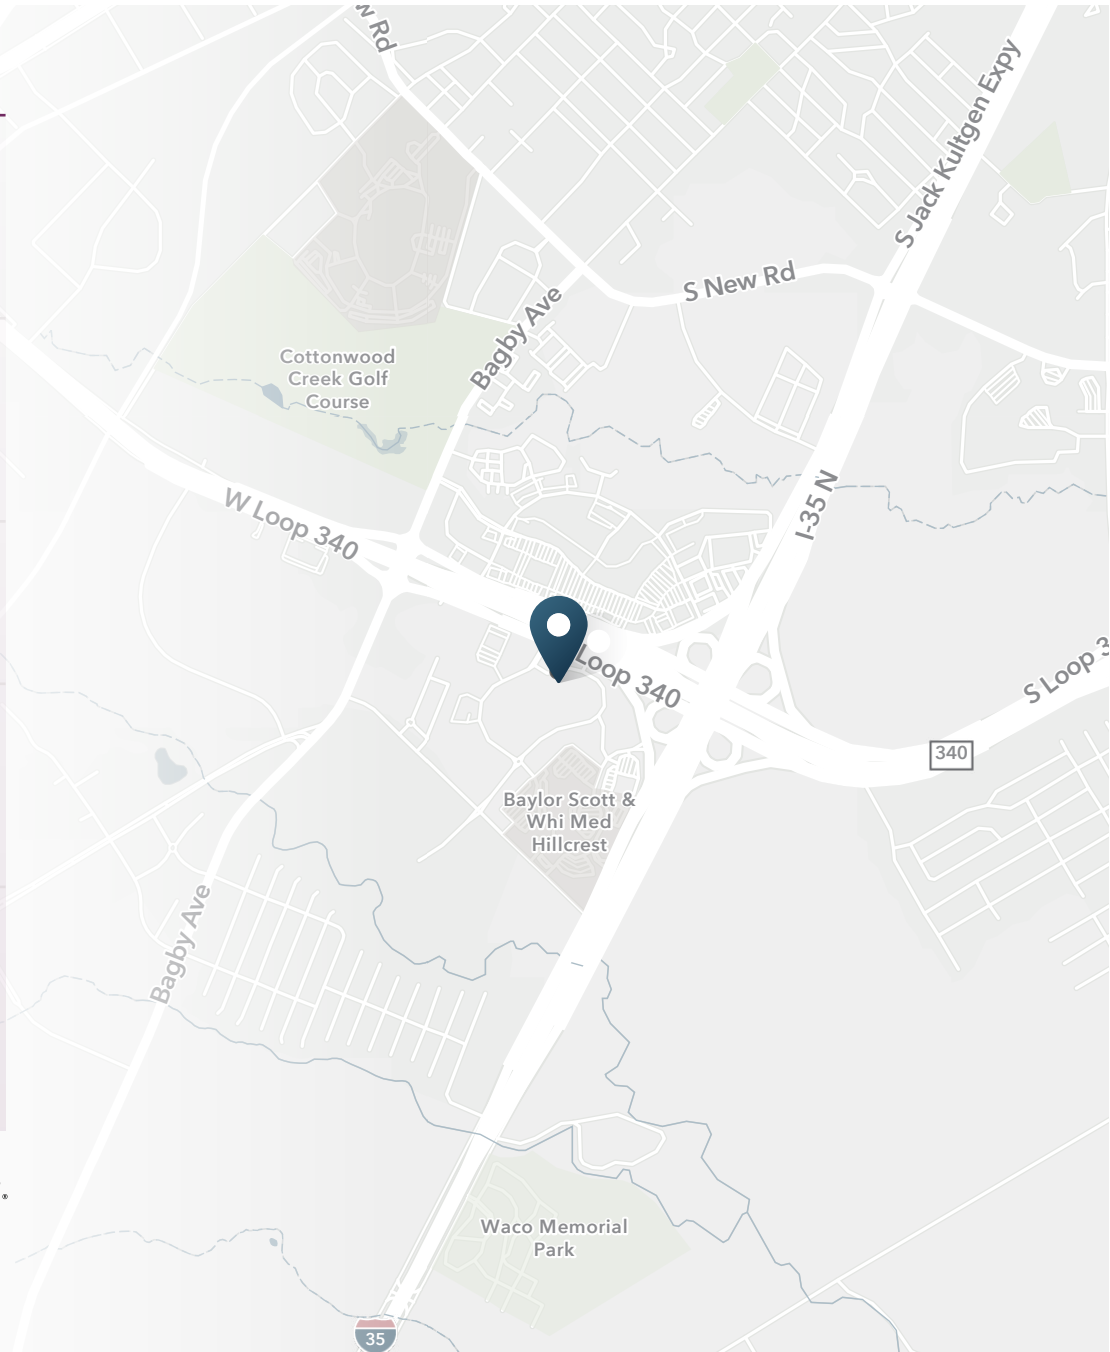 w Rd
S Jack Kultgen Expy
S New Rd
Bagby Ave
Cottonwood
Creek Golf
Course
I-35 N
W Loop 340
Loop 340
S Loop 3
340
Baylor Scott &
Whi Med
Hillcrest
Bagby Ave
®
Waco Memorial
Park
35